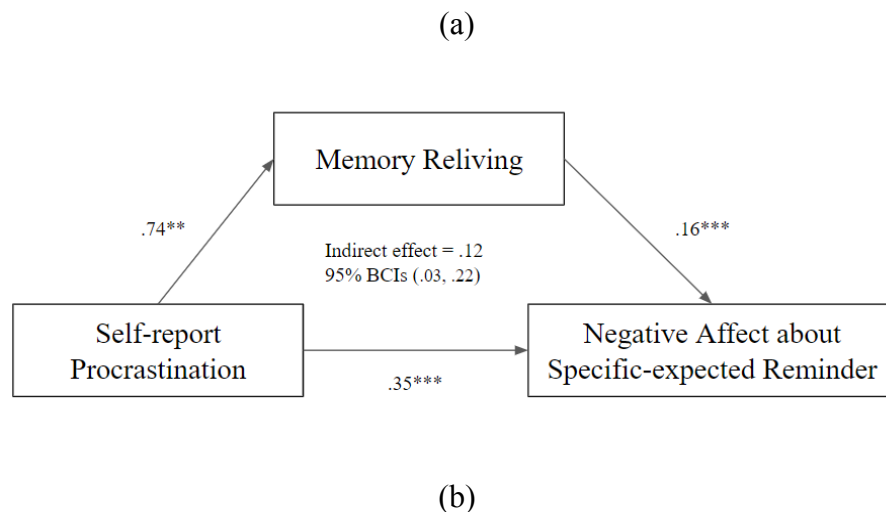 (a)
Memory Reliving
.74**
.16***
Indirect effect = .12
95% BCIs (.03, .22)
Self-report
Procrastination
Negative Affect about
Specific-expected Reminder
.35***
(b)